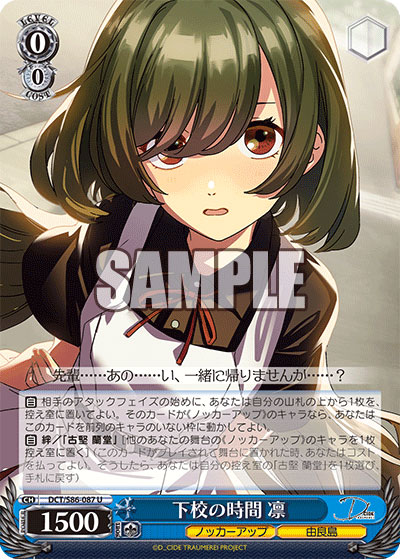 LEVEL
0
0
COST
SAMPLE
先輩……あの……い、一緒に帰りませんが……？
自 相手のアタックフェイズの始めに、あなたは自分の山札の上から1枚を、
控え室に置いてよい。そのカードが《ノッカーアップ》のキャラなら、あなたは
このカードを前列のキャラのいない枠に動かしてよい。
自 絆／「古堅 蘭堂」 [他のあなたの舞台の《ノッカーアップ》のキャラを1枚控
え室に置く]（このカードがプレイされて舞台に置かれた時、あなたはコスト
を払ってよい。そうしたら、あなたは自分の控え室の「古堅 蘭堂」を1枚選び、
手札に戻す）
CH DCT/S86-087 U
1500
下校の時間 凛
ノッカーアップ
由良島
©D_CIDE TRAUMEREI PROJECT